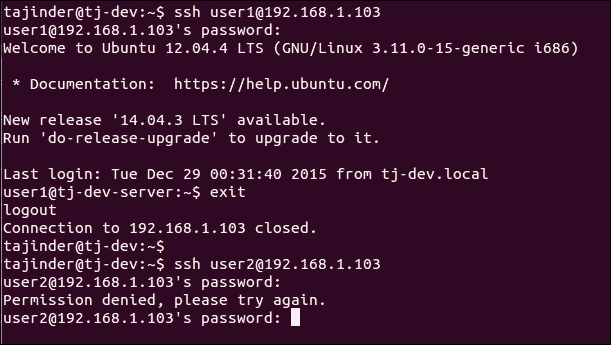 tajinder@tj-dev:~$ ssh user1@192.168.1.103
user1@192.168.1.103's password:
Welcome to Ubuntu 12.04.4 LTS (GNU/Linux 3.11.0-15-generic i686)
* Documentation:  https://help.ubuntu.com/
New release '14.04.3 LTS' available.
Run 'do-release-upgrade' to upgrade to it.
Last login: Tue Dec 29 00:31:40 2015 from tj-dev.local
user1@tj-dev-server:~$ exit
logout
Connection to 192.168.1.103 closed.
tajinder@tj-dev:~$
tajinder@tj-dev:~$ ssh user2@192.168.1.103
user2@192.168.1.103's password:
Permission denied, please try again.
user2@192.168.1.103's password: